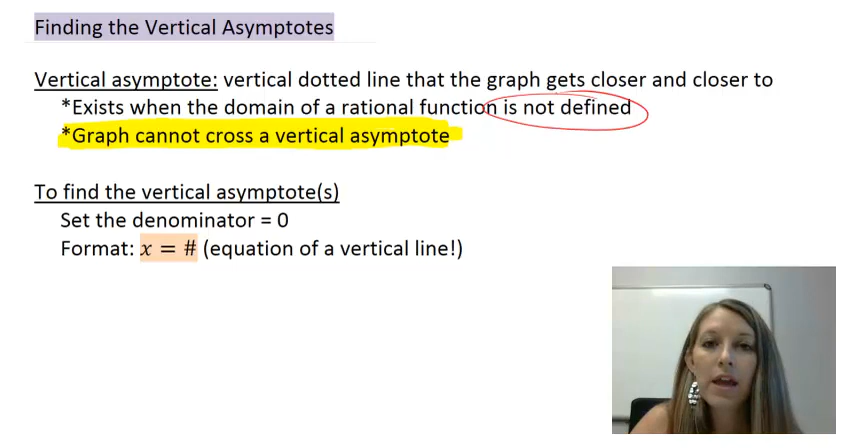 Finding the Vertical Asymptotes
Vertical asymptote: vertical dotted line that the graph gets closer and closer to
*Exists when the domain of a rational function is not defined
*Graph cannot cross a vertical asymptote
To find the vertical asymptote(s)
Set the denominator = 0
Format: x = # (equation of a vertical line!)